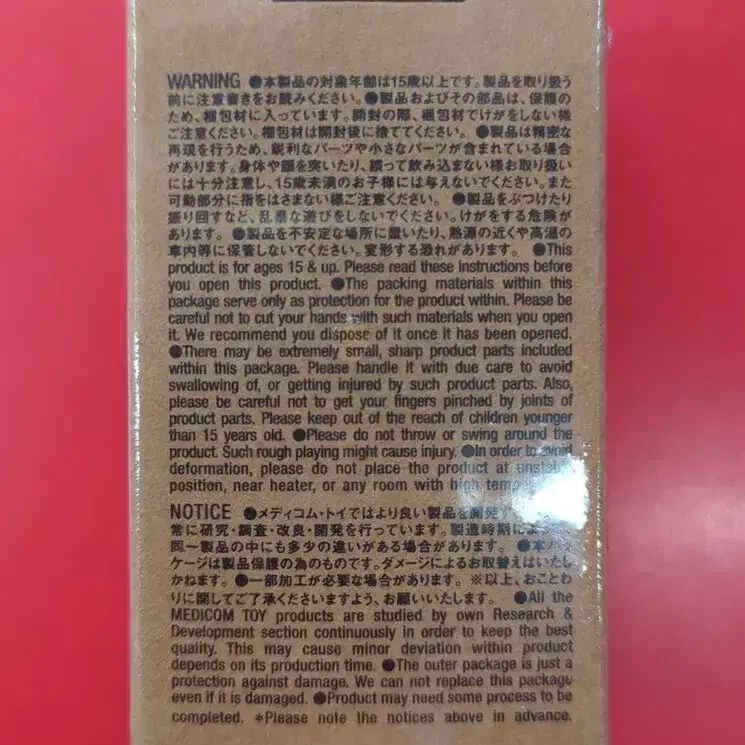 WARNING ●本製品の対象年齢は15歳以上です。製品を取り扱う
前に注意書きをお読みください。●製品およびその部品は、保護の
ため、梱包材に入っています。開封の際、梱包材でけがをしない様
ご注意ください。梱包材は開封後に捨ててください。●製品は精密な
再現を行うため、鋭利なパーツや小さなパーツが含まれている場合
があります。身体や顔を突いたり、誤って飲み込まない様お取り扱い
には十分注意し、15歳未満のお子様には与えないでください。また
可動部分に指をはさまない様ご注意ください。●製品をぶつけたり
振り回すなど、乱暴な遊びをしないでください。けがをする危険が
あります。●製品を不安定な場所に置いたり、熱源の近くや高温の
車内等に保管しないでください。変形する恐れがあります。●This
product is for ages 15 & up. Please read these instructions before
you open this product. ●The packing materials within this
package serve only as protection for the product within. Please be
careful not to cut your hands with such materials when you open
it. We recommend you dispose of it once it has been opened.
●There may be extremely small, sharp product parts included
within this package. Please handle it with due care to avoid
swallowing of, or getting injured by such product parts. Also,
please be careful not to get your fingers pinched by joints of
product parts. Please keep out of the reach of children younger
than 15 years old. ●Please do not throw or swing around the
product. Such rough playing might cause injury. ●In order to avoid
deformation, please do not place the product at unstable
position, near heater, or any room with high temp
NOTICE ●メディコム・トイではより良い製品を開発す
常に研究・調査・改良・開発を行っています。製造時期によ
同一製品の中にも多少の違いがある場合があります。●本パッ
ケージは製品保護の為のものです。ダメージによるお取替えはいたし
かねます。●一部加工が必要な場合があります。※以上、おことわ
りに関してご了承くださいますよう、お願いいたします。●All the
MEDICOM TOY products are studied by own Research &
Development section continuously in order to keep the best
quality. This may cause minor deviation within product
depends on its production time. ●The outer package is just a
protection against damage. We can not replace this package
even if it is damaged. ●Product may need some process to be
completed. *Please note the notices above in advance.